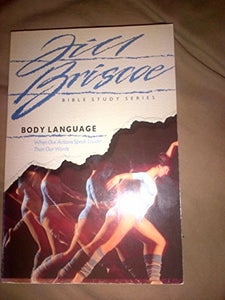 Jill
Briscoe
BIBLE STUDY SERIES
BODY LANGUAGE
When Our Actions Speak Louder
Than Our Words